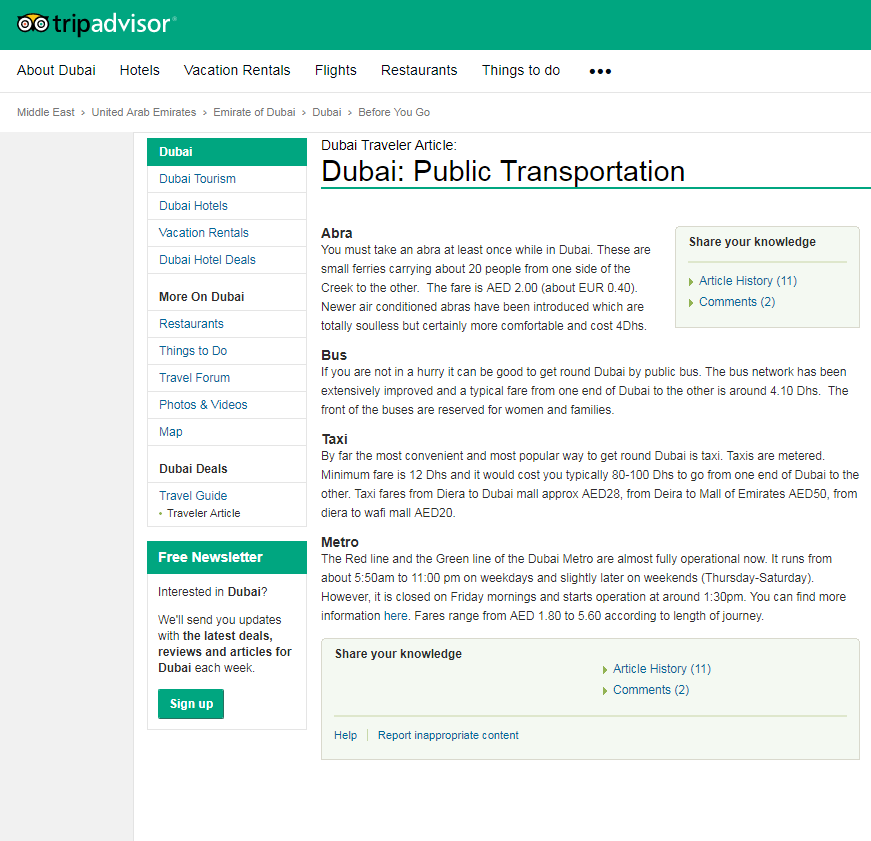 tripadvisor®
About Dubai Hotels Vacation Rentals Flights Restaurants Things to do •••
Middle East › United Arab Emirates › Emirate of Dubai › Dubai › Before You Go
Dubai
Dubai Tourism
Dubai Hotels
Vacation Rentals
Dubai Hotel Deals
More On Dubai
Restaurants
Things to Do
Travel Forum
Photos & Videos
Map
Dubai Deals
Travel Guide
• Traveler Article
Free Newsletter
Interested in Dubai?
We'll send you updates
with the latest deals,
reviews and articles for
Dubai each week.
Sign up
Dubai Traveler Article:
Dubai: Public Transportation
Abra
You must take an abra at least once while in Dubai. These are
small ferries carrying about 20 people from one side of the
Creek to the other.  The fare is AED 2.00 (about EUR 0.40).
Newer air conditioned abras have been introduced which are
totally soulless but certainly more comfortable and cost 4Dhs.
Share your knowledge
Article History (11)
Comments (2)
Bus
If you are not in a hurry it can be good to get round Dubai by public bus. The bus network has been
extensively improved and a typical fare from one end of Dubai to the other is around 4.10 Dhs.  The
front of the buses are reserved for women and families.
Taxi
By far the most convenient and most popular way to get round Dubai is taxi. Taxis are metered.
Minimum fare is 12 Dhs and it would cost you typically 80-100 Dhs to go from one end of Dubai to the
other. Taxi fares from Diera to Dubai mall approx AED28, from Deira to Mall of Emirates AED50, from
diera to wafi mall AED20.
Metro
The Red line and the Green line of the Dubai Metro are almost fully operational now. It runs from
about 5:50am to 11:00 pm on weekdays and slightly later on weekends (Thursday-Saturday).
However, it is closed on Friday mornings and starts operation at around 1:30pm. You can find more
information here. Fares range from AED 1.80 to 5.60 according to length of journey.
Share your knowledge
Article History (11)
Comments (2)
Help | Report inappropriate content